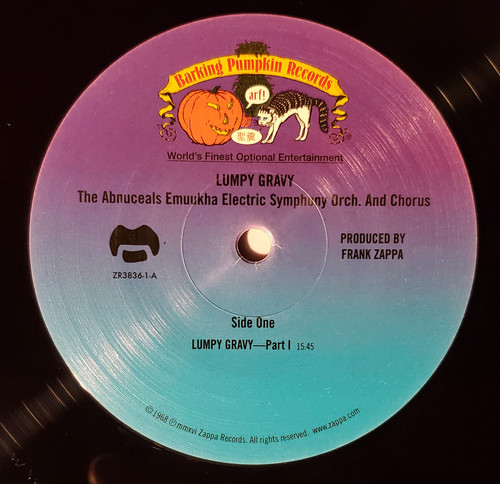 Barking Pumpkin Records
arf!
聖孤
World's Finest Optional Entertainment
LUMPY GRAVY
The Abnuceals Emuukha Electric Symphony Orch. And Chorus
PRODUCED BY
FRANK ZAPPA
ZR3836-1-A
Side One
LUMPY GRAVY—Part I 15:45
©1968 ℗mmxvi Zappa Records. All rights reserved. www.zappa.com